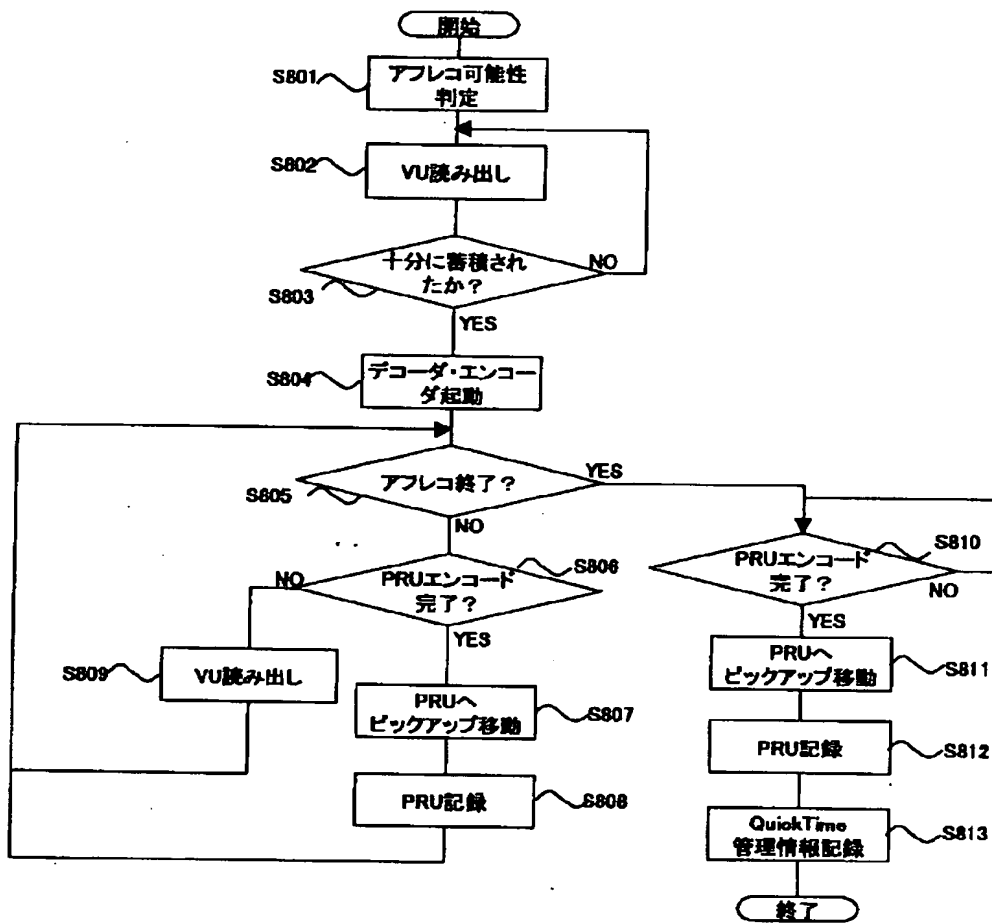 開始
S801
アフレコ可能性
判定
S802
VU読み出し
十分に蓄積され
たか?
NO
S803
YES
S804
デコーダ・エンコー
ダ起動
アフレコ終了?
YES
S805
NO
PRUエンコード
完了?
S806
NO
YES
S809
VU読み出し
PRUへ
ピックアップ移動
S807
PRU記録
S808
PRUエンコード
完了?
S810
NO
YES
PRUへ
ピックアップ移動
S811
PRU記録
S812
QuickTime
管理情報記録
S813
終了